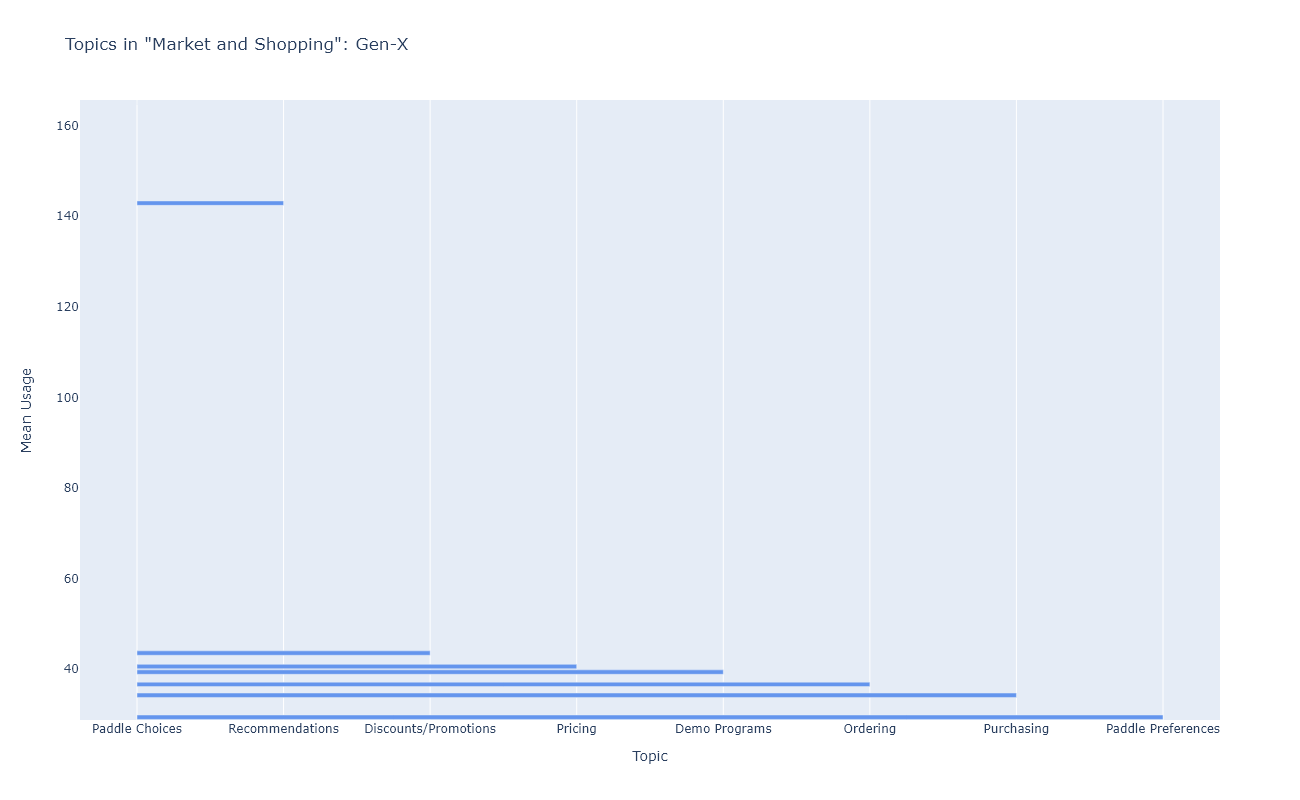 Topics in "Market and Shopping": Gen-X
160
140
120
100
80
60
40
Mean Usage
Paddle Choices
Recommendations
Discounts/Promotions
Pricing
Demo Programs
Ordering
Purchasing
Paddle Preferences
Topic